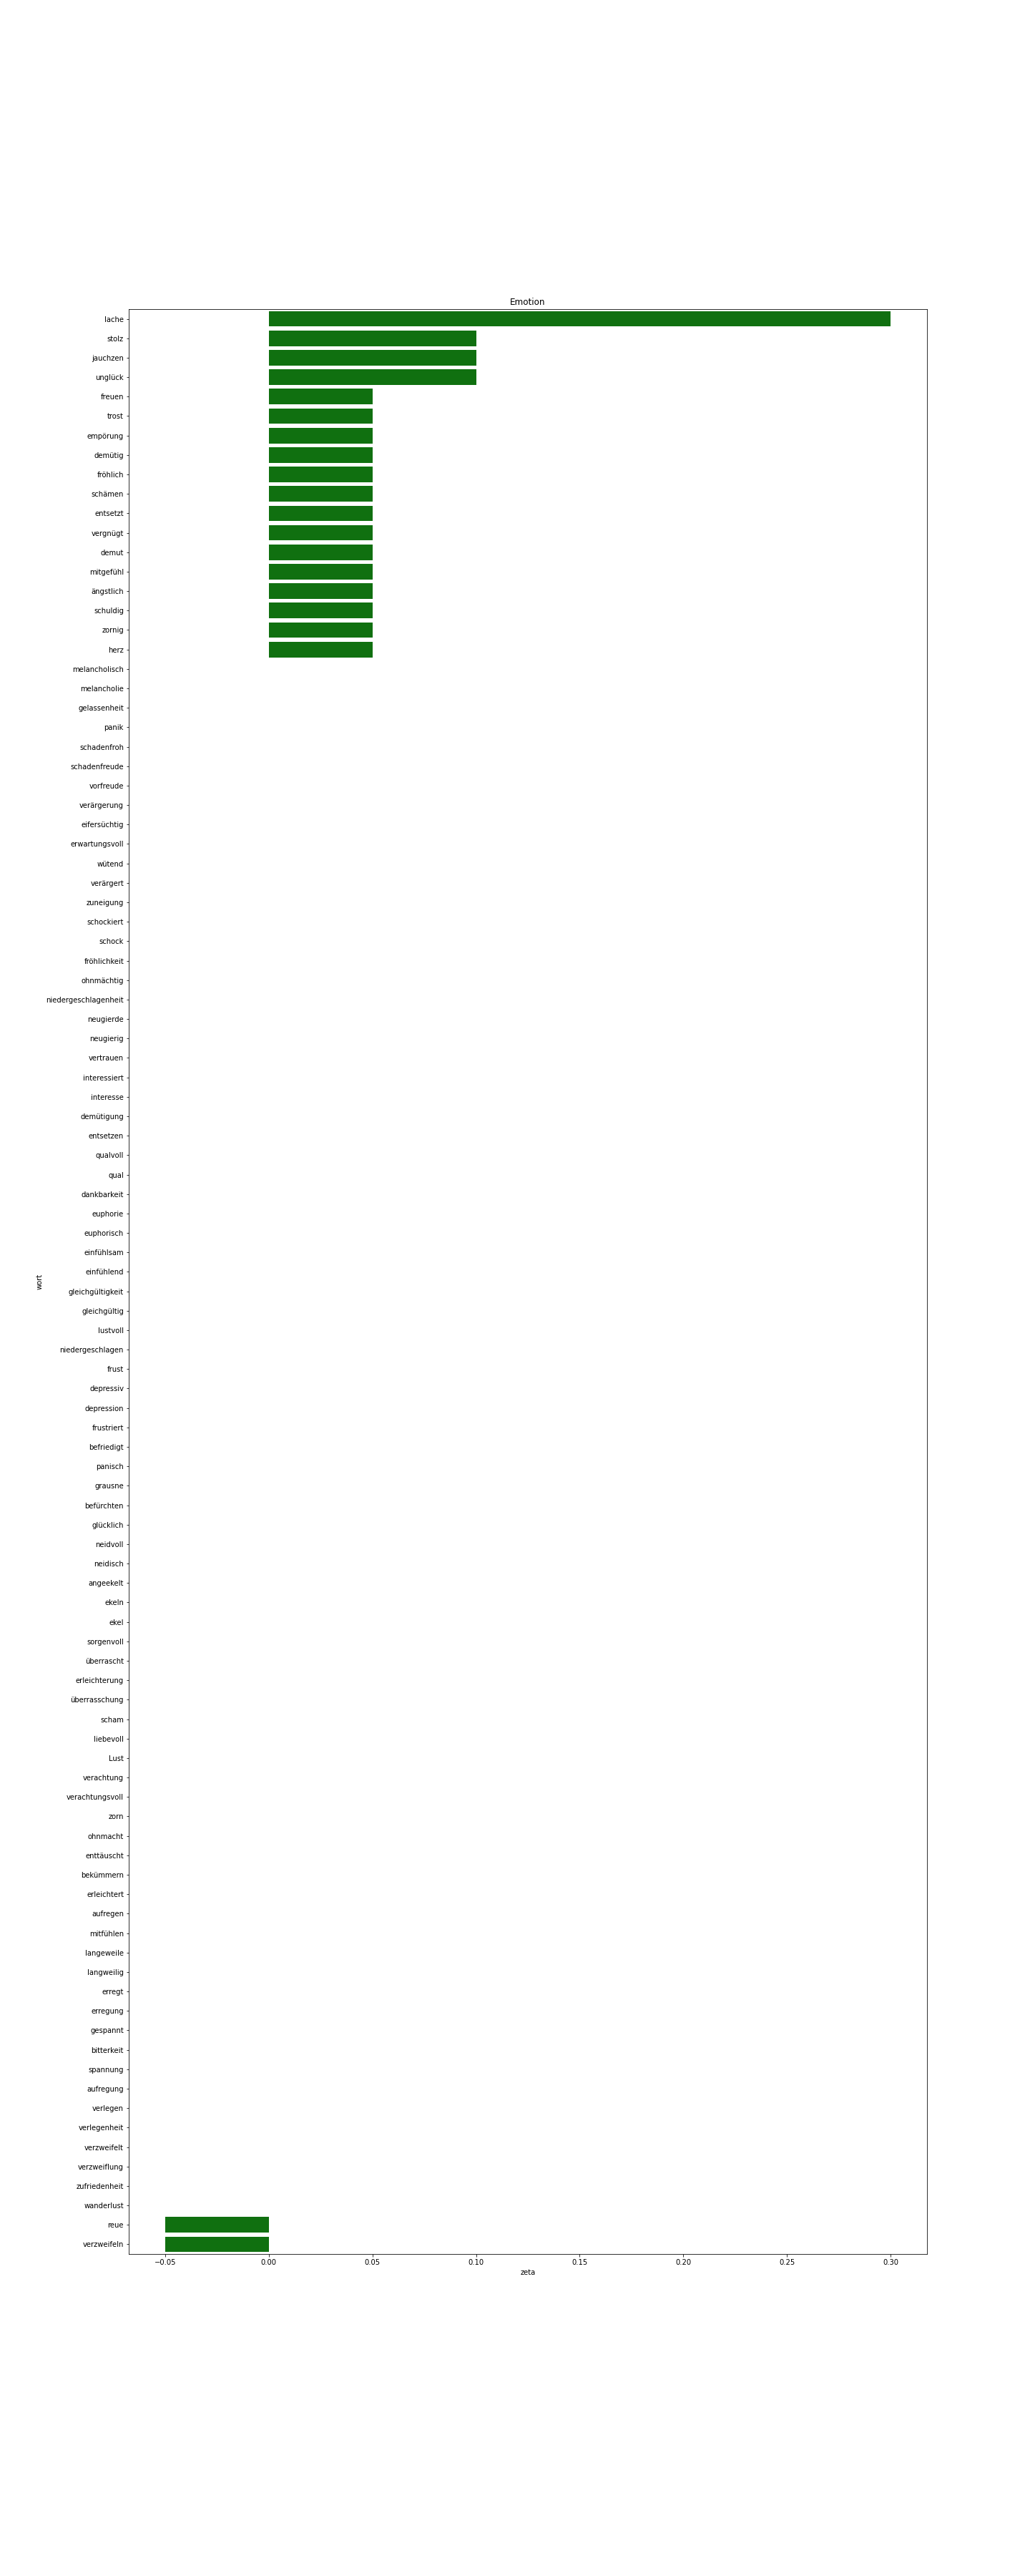 Emotion
lache
stolz
jauchzen
unglück
freuen
trost
empörung
demütig
fröhlich
schämen
entsetzt
vergnügt
demut
mitgefühl
ängstlich
schuldig
zornig
herz
melancholisch
melancholie
gelassenheit
panik
schadenfroh
schadenfreude
vorfreude
verärgerung
eifersüchtig
erwartungsvoll
wütend
verärgert
zuneigung
schockiert
schock
fröhlichkeit
ohnmächtig
niedergeschlagenheit
neugierde
neugierig
vertrauen
interessiert
interesse
demütigung
entsetzen
qualvoll
qual
dankbarkeit
euphorie
euphorisch
einfühlsam
einfühlend
gleichgültigkeit
gleichgültig
lustvoll
niedergeschlagen
frust
depressiv
depression
frustriert
befriedigt
panisch
grausne
befürchten
glücklich
neidvoll
neidisch
angeekelt
ekeln
ekel
sorgenvoll
überrascht
erleichterung
überrasschung
scham
liebevoll
Lust
verachtung
verachtungsvoll
zorn
ohnmacht
enttäuscht
bekümmern
erleichtert
aufregen
mitfühlen
langeweile
langweilig
erregt
erregung
gespannt
bitterkeit
spannung
aufregung
verlegen
verlegenheit
verzweifelt
verzweiflung
zufriedenheit
wanderlust
reue
verzweifeln
wort
−0.05 0.00 0.05 0.10 0.15 0.20 0.25 0.30
zeta